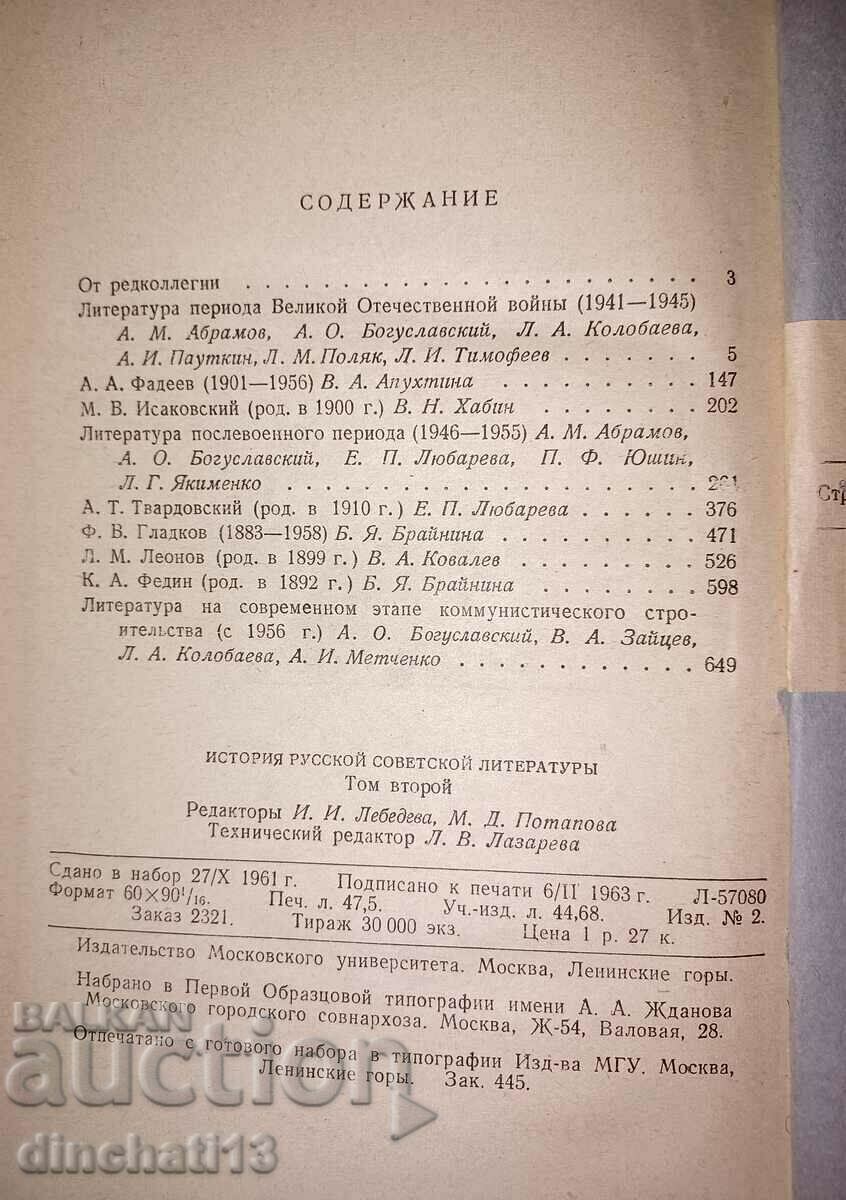 СОДЕРЖАНИЕ
От редколлегии . . . . . . . . . . . . . . . . . . . . . . 3
Литература периода Великой Отечественной войны (1941—1945)
А. М. Абрамов, А. О. Богуславский, Л. А. Колобаева,
А. И. Пауткин, Л. М. Поляк, Л. И. Тимофеев . . . . . . . 5
А. А. Фадеев (1901—1956) В. А. Апухтина . . . . . . . . . . 147
М. В. Исаковский (род. в 1900 г.) В. Н. Хабин . . . . . . . . 202
Литература послевоенного периода (1946—1955) А. М. Абрамов,
А. О. Богуславский, Е. П. Любарева, П. Ф. Юшин,
Л. Г. Якименко . . . . . . . . . . . . . . . . .
А. Т. Твардовский (род. в 1910 г.) Е. П. Любарева . . . . . . 376
Ф. В. Гладков (1883—1958) Б. Я. Брайнина . . . . . . . . . . 471
Л. М. Леонов (род. в 1899 г.) В. А. Ковалев . . . . . . . . . 526
К. А. Федин (род. в 1892 г.) Б. Я. Брайнина . . . . . . . . . 598
Литература на современном этапе коммунистического стро-
ительства (с 1956 г.) А. О. Богуславский, В. А. Зайцев,
Л. А. Колобаева, А. И. Метченко . . . . . . . . . . . 649
Стр
ИСТОРИЯ РУССКОЙ СОВЕТСКОЙ ЛИТЕРАТУРЫ
Том второй
Редакторы И. И. Лебедева, М. Д. Потапова
Технический редактор Л. В. Лазарева
Сдано в набор 27/X 1961 г. Подписано к печати 6/II 1963 г. Л-57080
Формат 60×90¹/₁₆. Печ. л. 47,5. Уч.-изд. л. 44,68. Изд. № 2.
Заказ 2321. Тираж 30 000 экз. Цена 1 р. 27 к.
Издательство Московского университета. Москва, Ленинские горы.
Набрано в Первой Образцовой типографии имени А. А. Жданова
Московского городского совнархоза. Москва, Ж-54, Валовая, 28.
Отпечатано с готового набора в типографии Изд-ва МГУ. Москва,
Ленинские горы. Зак. 445.
BALKAN
auction
dinchati13